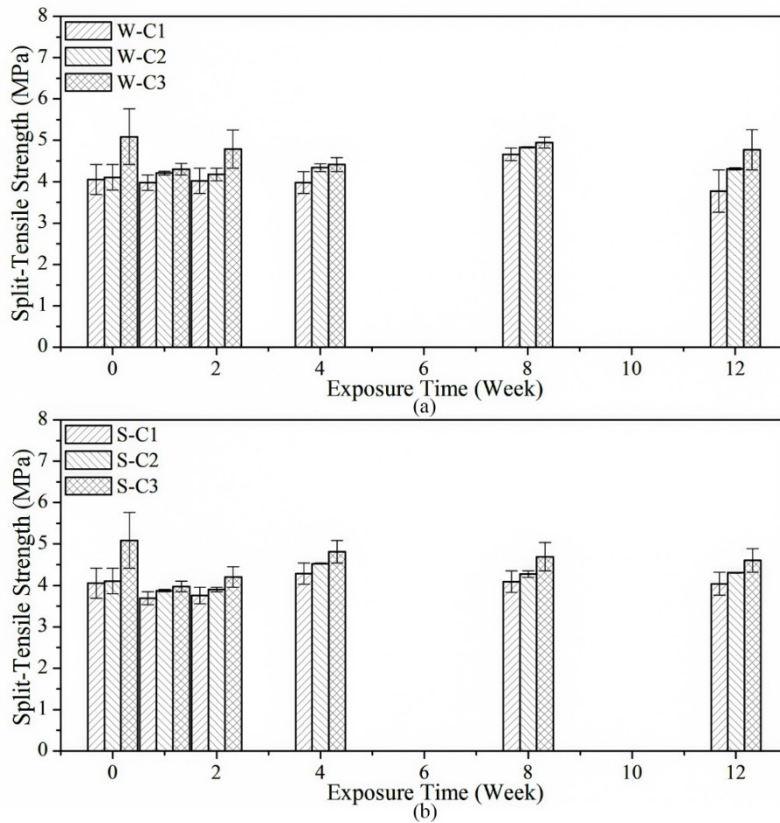 8
7
6
5
4
3
2
1
0
Split-Tensile Strength (MPa)
W-C1
W-C2
W-C3
0 2 4 6 8 10 12
Exposure Time (Week)
(a)
8
7
6
5
4
3
2
1
0
Split-Tensile Strength (MPa)
S-C1
S-C2
S-C3
0 2 4 6 8 10 12
Exposure Time (Week)
(b)